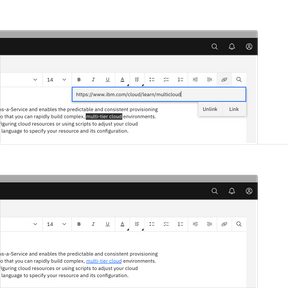 14 B I U A
https://www.ibm.com/cloud/learn/multicloud
Unlink Link
s-a-Service and enables the predictable and consistent provisioning
o that you can rapidly build complex, multi-tier cloud environments.
iguring cloud resources or using scripts to adjust your cloud
language to specify your resource and its configuration.
14 B I U A
s-a-Service and enables the predictable and consistent provisioning
o that you can rapidly build complex, multi-tier cloud environments.
iguring cloud resources or using scripts to adjust your cloud
language to specify your resource and its configuration.